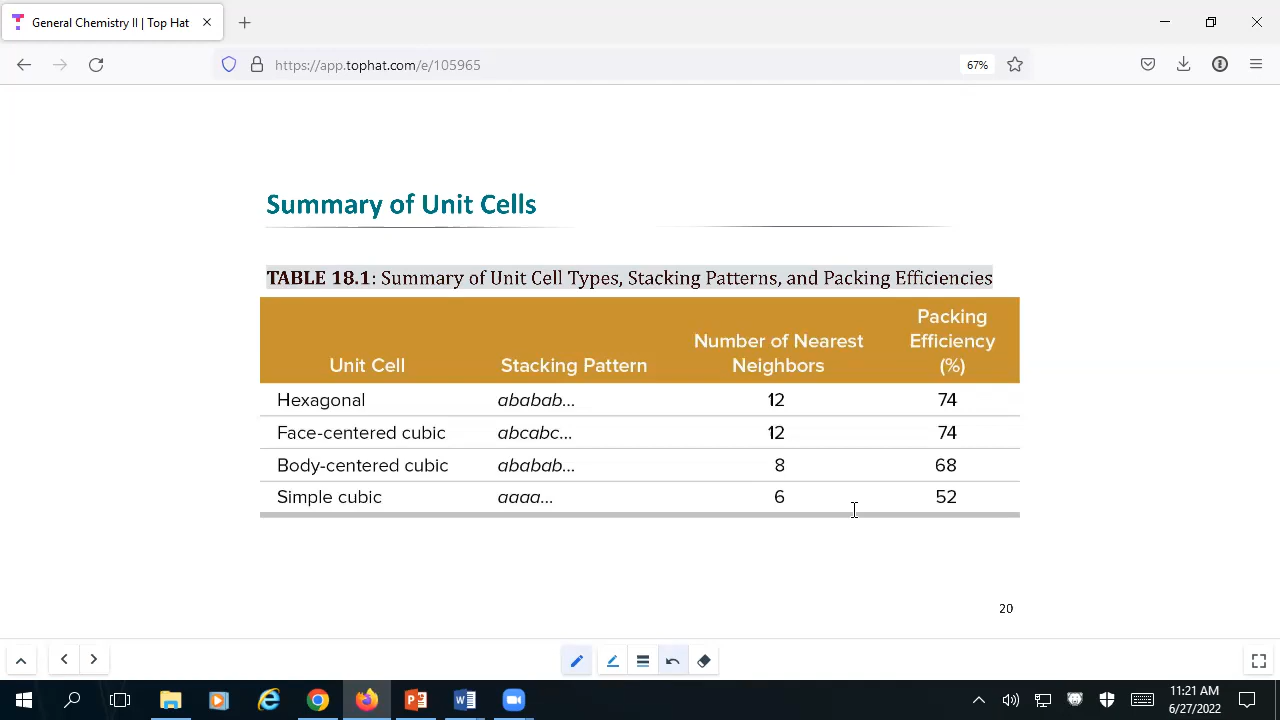 General Chemistry II | Top Hat
https://app.tophat.com/e/105965
67%
Summary of Unit Cells
TABLE 18.1: Summary of Unit Cell Types, Stacking Patterns, and Packing Efficiencies
Unit Cell Stacking Pattern Number of Nearest Neighbors Packing Efficiency (%)
Hexagonal ababab... 12 74
Face-centered cubic abcabc... 12 74
Body-centered cubic ababab... 8 68
Simple cubic aaaa... 6 52
20
11:21 AM
6/27/2022